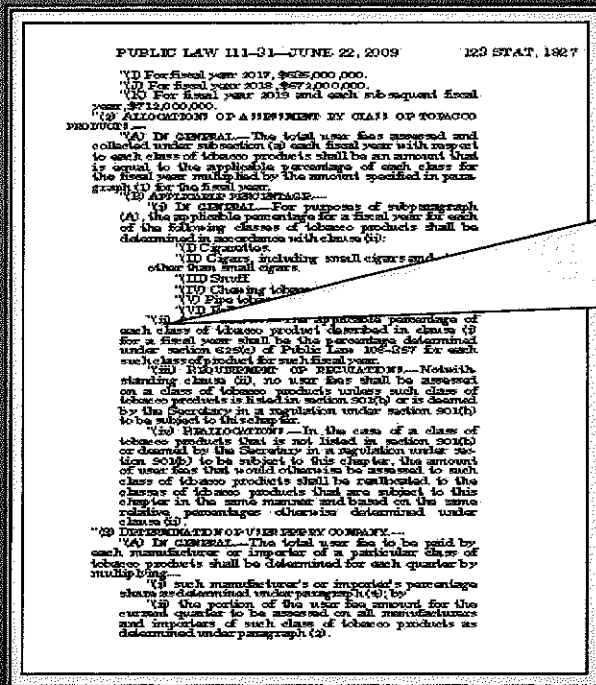 PUBLIC LAW 111–31—JUNE 22, 2009 123 STAT. 1827
"(I) For fiscal year 2017, $635,000,000.
"(J) For fiscal year 2018, $672,000,000.
"(K) For fiscal year 2019 and each subsequent fiscal
year, $712,000,000.
"(2) ALLOCATIONS OF ASSESSMENT BY CLASS OF TOBACCO
PRODUCTS.—
"(A) IN GENERAL.—The total user fees assessed and
collected under subsection (a) each fiscal year with respect
to each class of tobacco products shall be an amount that
is equal to the applicable percentage of each class for
the fiscal year multiplied by the amount specified in para-
graph (1) for the fiscal year.
"(B) APPLICABLE PERCENTAGE.—
"(i) IN GENERAL.—For purposes of subparagraph
(A), the applicable percentage for a fiscal year for each
of the following classes of tobacco products shall be
determined in accordance with clause (ii):
"(I) Cigarettes.
"(II) Cigars, including small cigars and
other than small cigars.
"(III) Snuff
"(IV) Chewing
"(V) Pipe
"(ii) applicable percentage of
each class of tobacco product described in clause (i)
for a fiscal year shall be the percentage determined
under section 625(c) of Public Law 108–357 for each
such class of product for such fiscal year.
"(iii) REQUIREMENT OF REGULATIONS.—Notwith-
standing clause (ii), no user fees shall be assessed
on a class of tobacco products unless such class of
tobacco products is listed in section 901(b) or is deemed
by the Secretary in a regulation under section 901(b)
to be subject to this chapter.
"(iv) REALLOCATIONS.—In the case of a class of
tobacco products that is not listed in section 901(b)
or deemed by the Secretary in a regulation under sec-
tion 901(b) to be subject to this chapter, the amount
of user fees that would otherwise be assessed to such
class of tobacco products shall be reallocated to the
classes of tobacco products that are subject to this
chapter in the same manner and based on the same
relative percentages otherwise determined under
clause (ii).
"(3) DETERMINATION OF USER FEE BY COMPANY.—
"(A) IN GENERAL.—The total user fee to be paid by
each manufacturer or importer of a particular class of
tobacco products shall be determined for each quarter by
multiplying—
"(i) such manufacturer's or importer's percentage
share as determined under paragraph (4); by
"(ii) the portion of the user fee amount for the
current quarter to be assessed on all manufacturers
and importers of such class of tobacco products as
determined under paragraph (2).